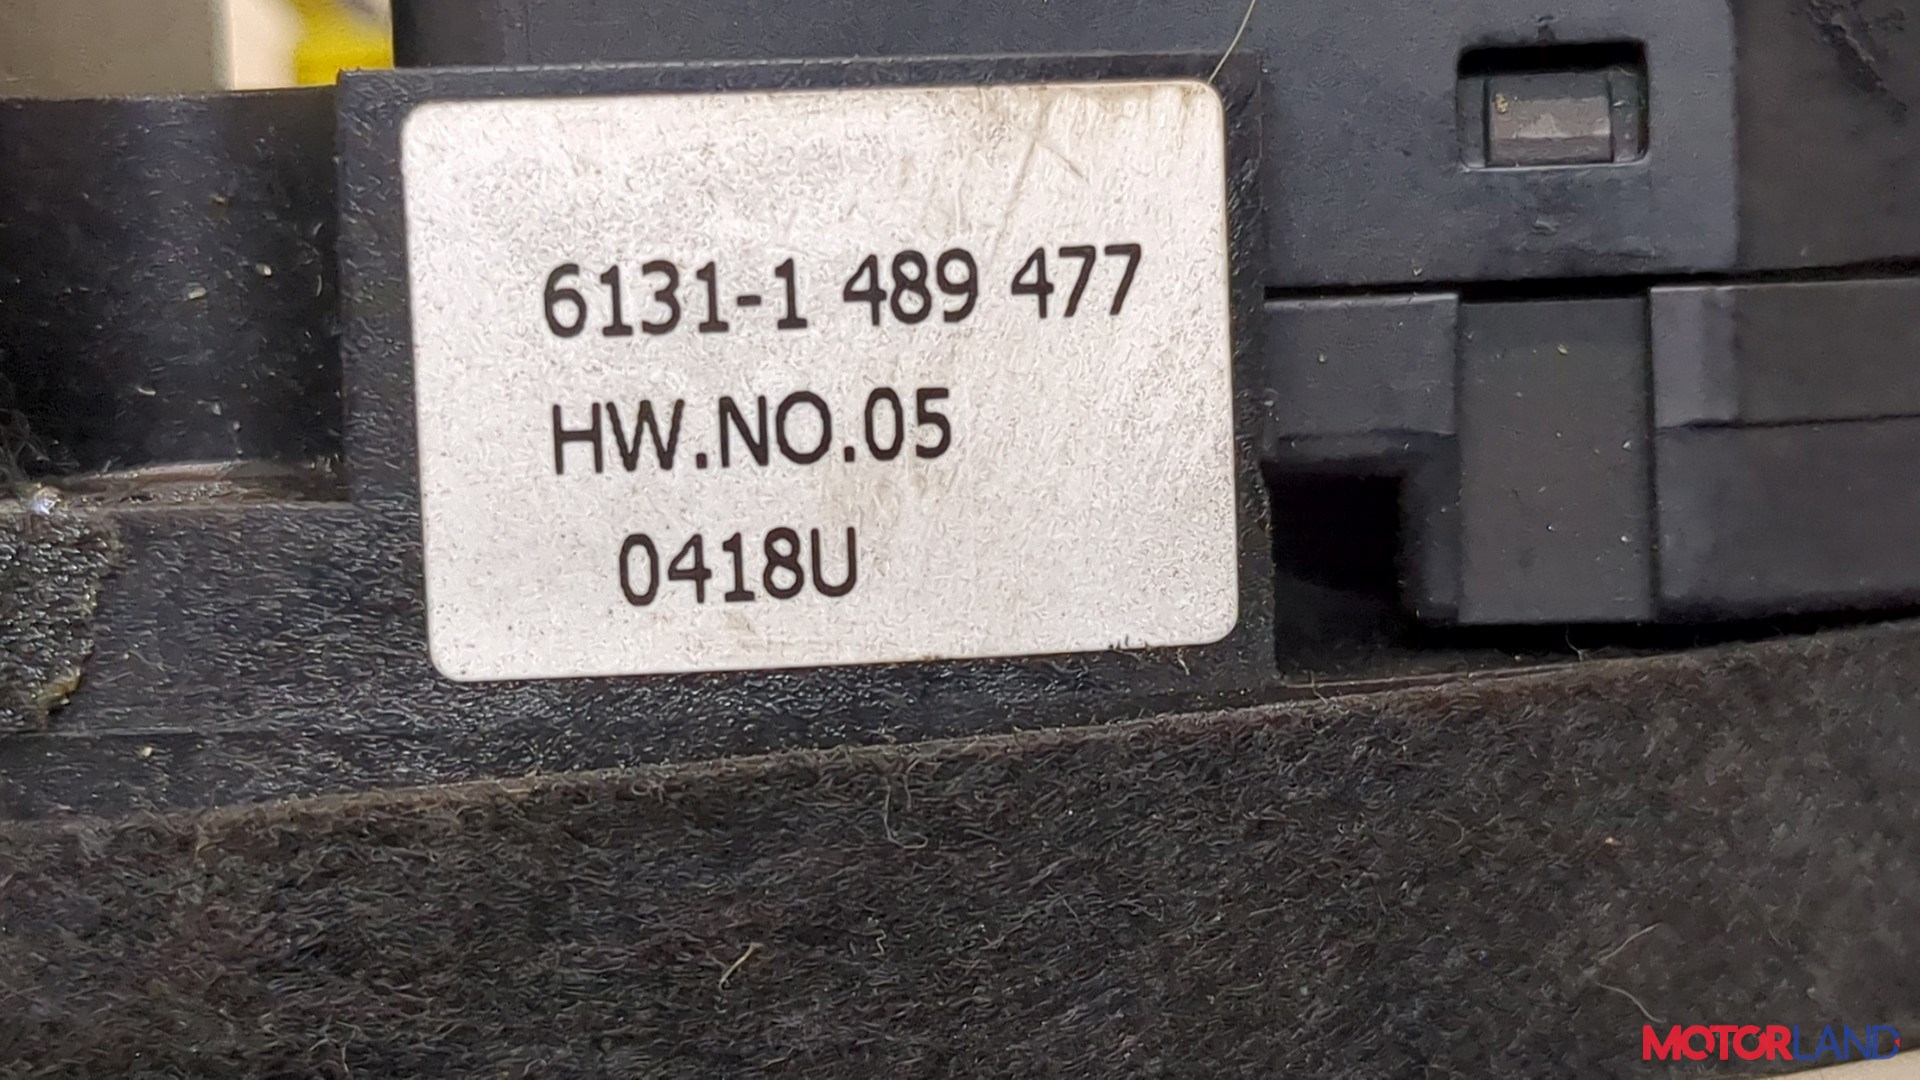 6131-1 489 477
HW.NO.05
0418U
MOTORLAND